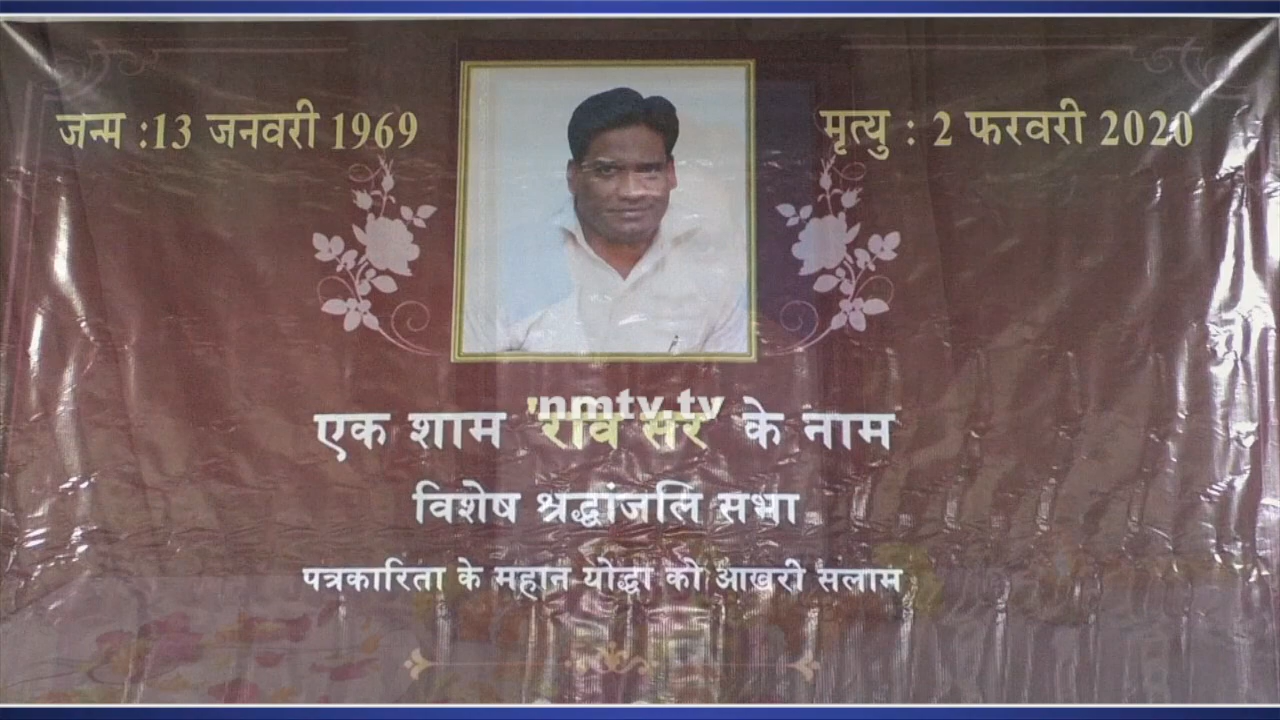 जन्म :13 जनवरी 1969
मृत्यु : 2 फरवरी 2020
nmtv.tv
एक शाम 'रवि सर' के नाम
विशेष श्रद्धांजलि सभा
पत्रकारिता के महान योद्धा को आखरी सलाम